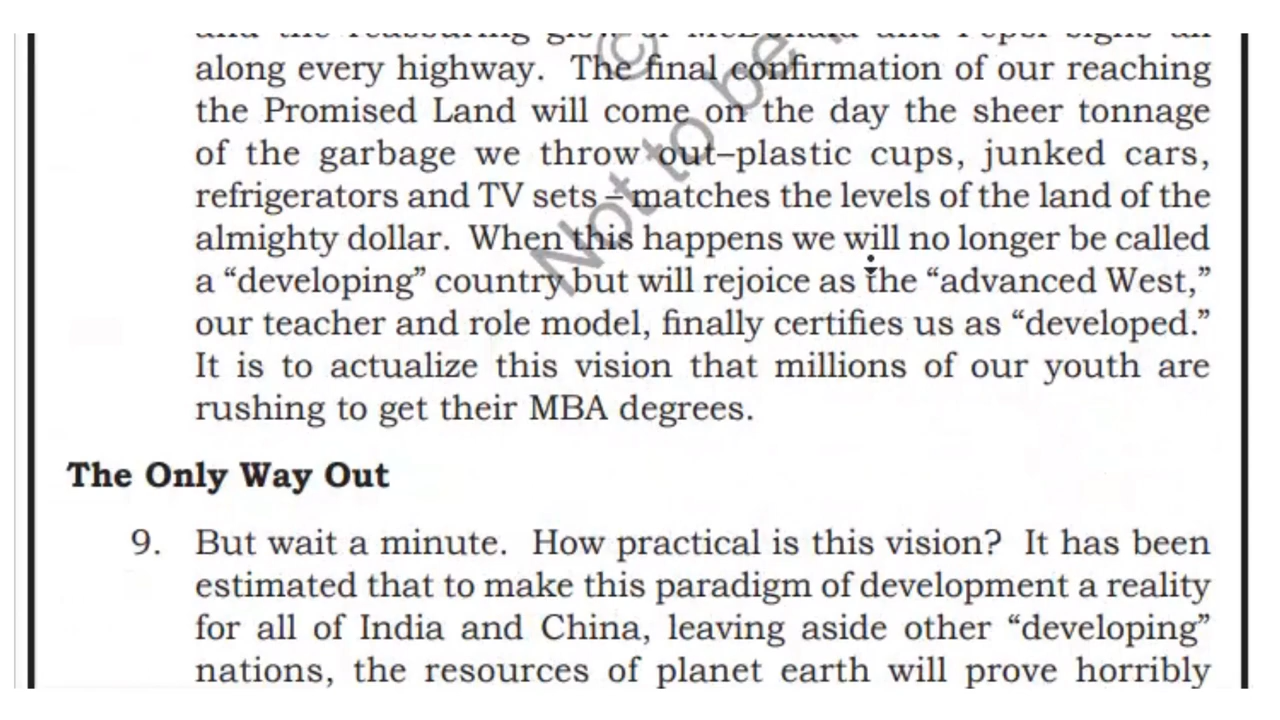 along every highway. The final confirmation of our reaching
the Promised Land will come on the day the sheer tonnage
of the garbage we throw out–plastic cups, junked cars,
refrigerators and TV sets – matches the levels of the land of the
almighty dollar. When this happens we will no longer be called
a “developing” country but will rejoice as the “advanced West,”
our teacher and role model, finally certifies us as “developed.”
It is to actualize this vision that millions of our youth are
rushing to get their MBA degrees.
The Only Way Out
9. But wait a minute. How practical is this vision? It has been
estimated that to make this paradigm of development a reality
for all of India and China, leaving aside other “developing”
nations, the resources of planet earth will prove horribly
© Not to be